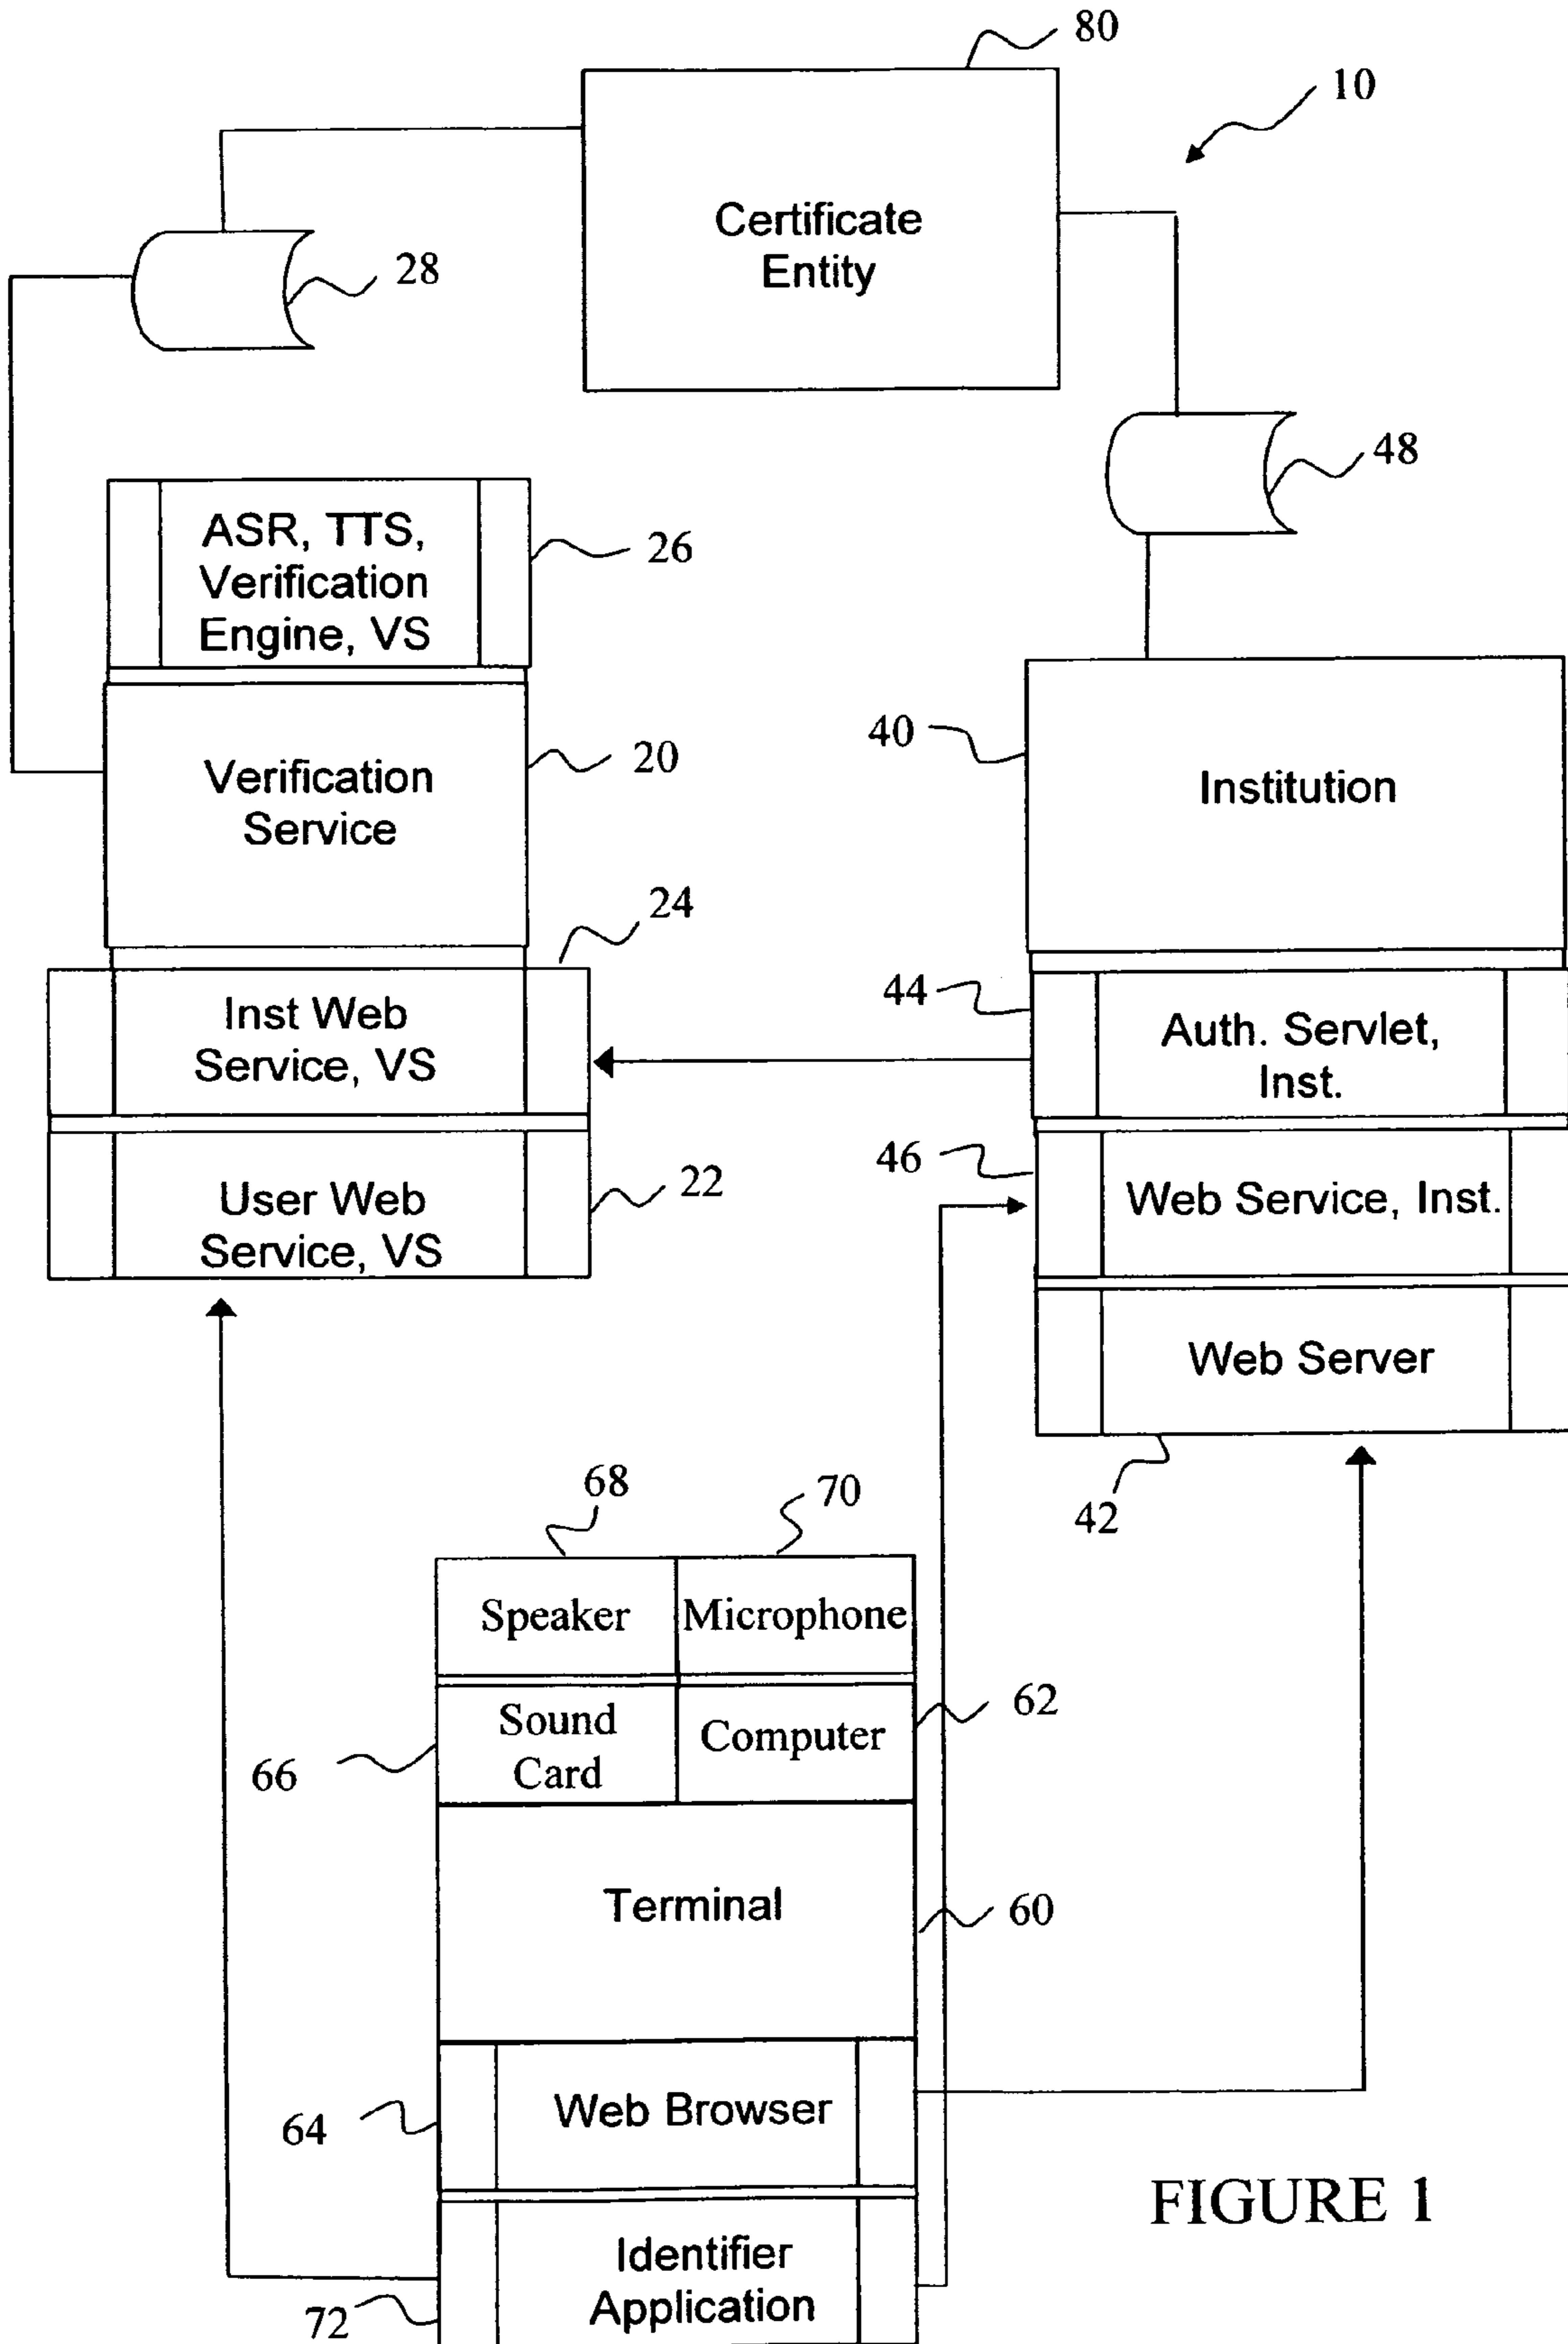 80
10
Certificate
Entity
28
48
ASR, TTS,
Verification
Engine, VS
26
Verification
Service
20
40
Institution
24
Inst Web
Service, VS
44
Auth. Servlet,
Inst.
User Web
Service, VS
22
46
Web Service, Inst.
Web Server
42
68
70
Speaker
Microphone
Sound
Card
Computer
62
66
Terminal
60
Web Browser
64
Identifier
Application
72
FIGURE 1